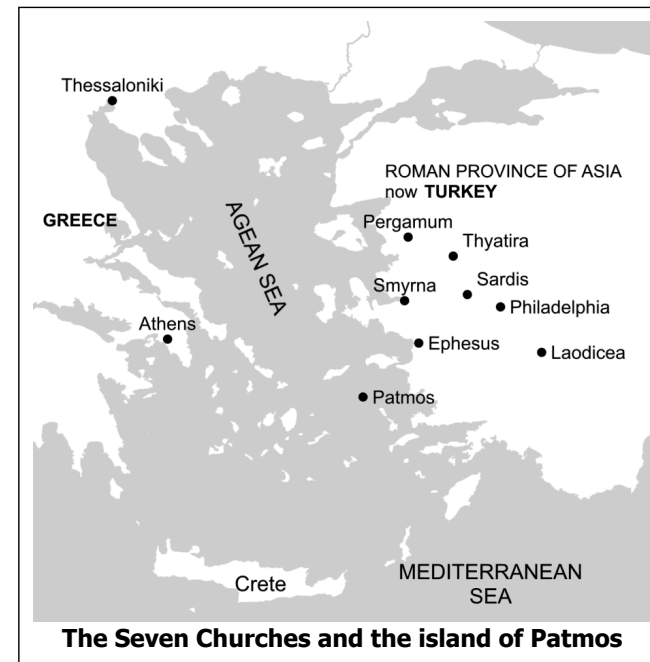 Thessaloniki
ROMAN PROVINCE OF ASIA
now TURKEY
GREECE
AGEAN SEA
Pergamum
Thyatira
Smyrna
Sardis
Philadelphia
Athens
Ephesus
Laodicea
Patmos
Crete
MEDITERRANEAN
SEA
The Seven Churches and the island of Patmos